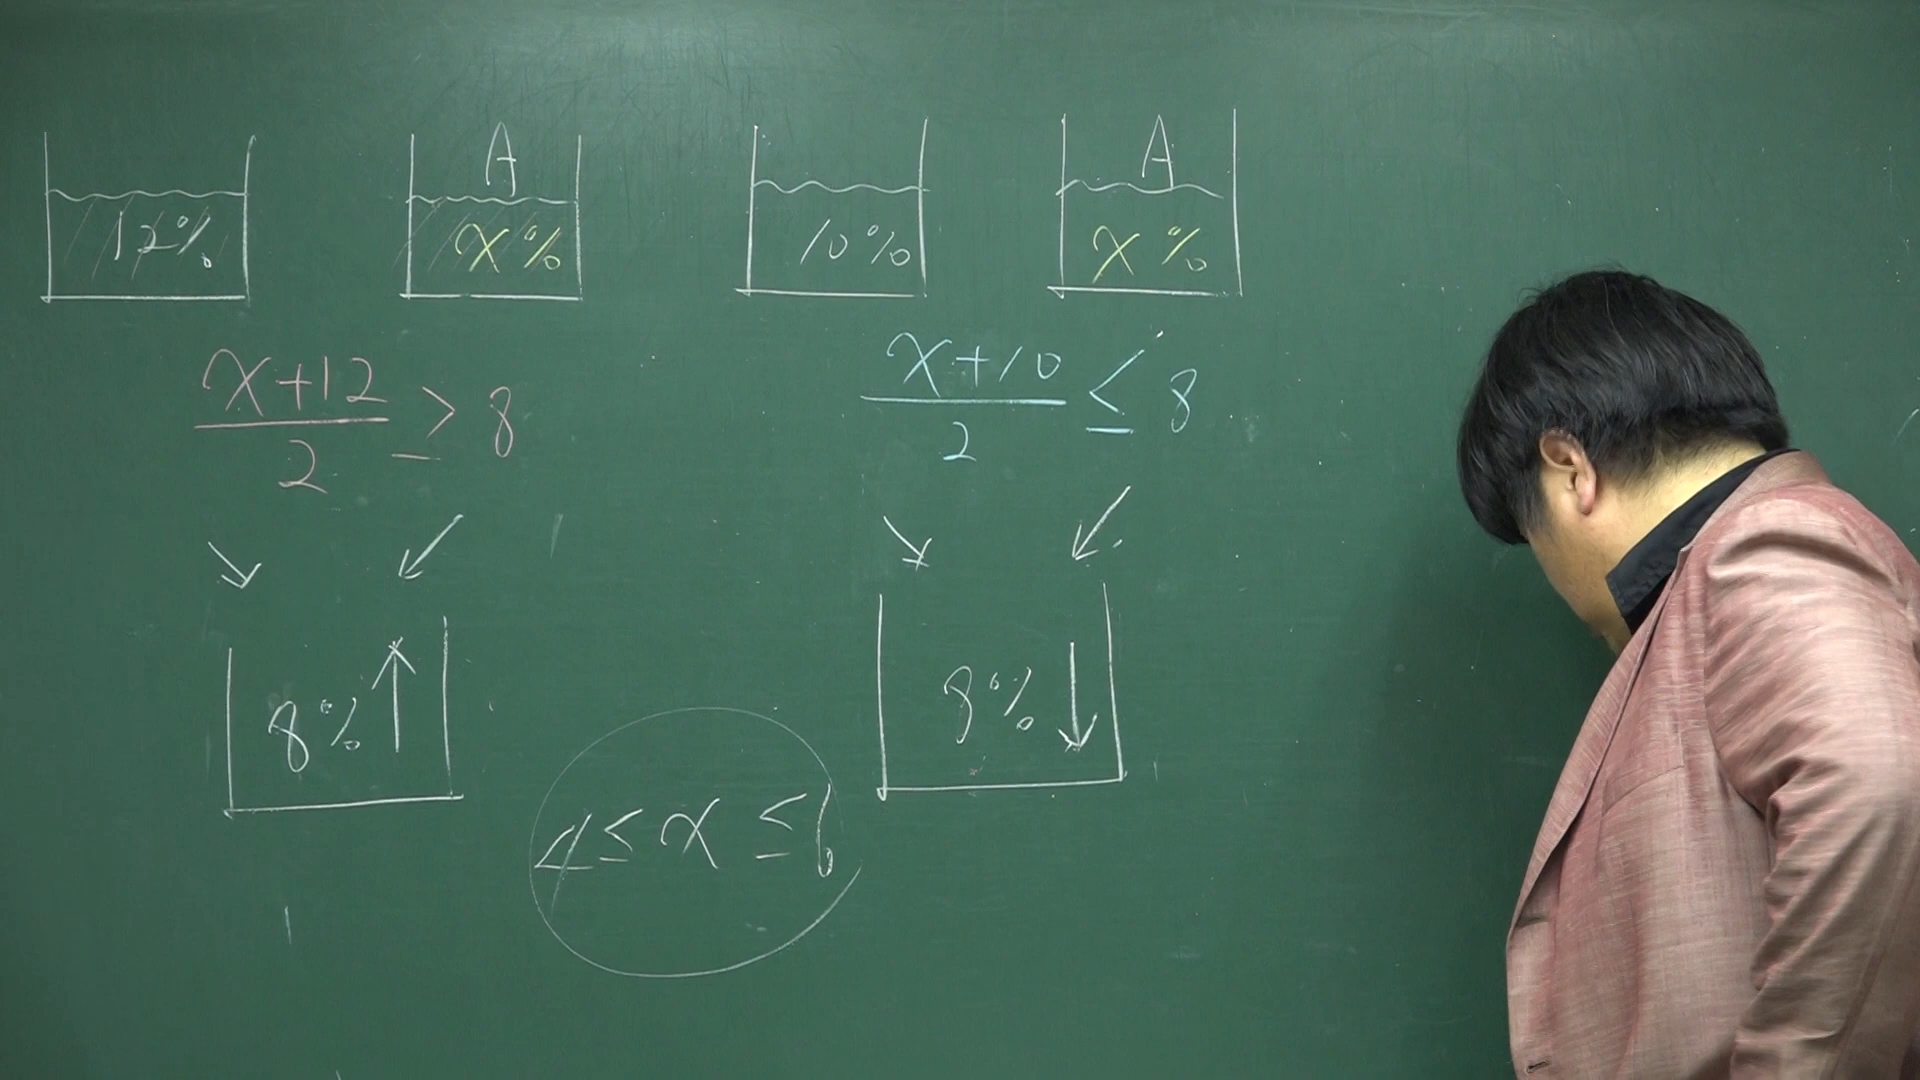 12% A x% 10% A x%
x+12/2 ≥ 8
x+10/2 ≤ 8
8% ↑
8% ↓
4 ≤ x ≤ 6